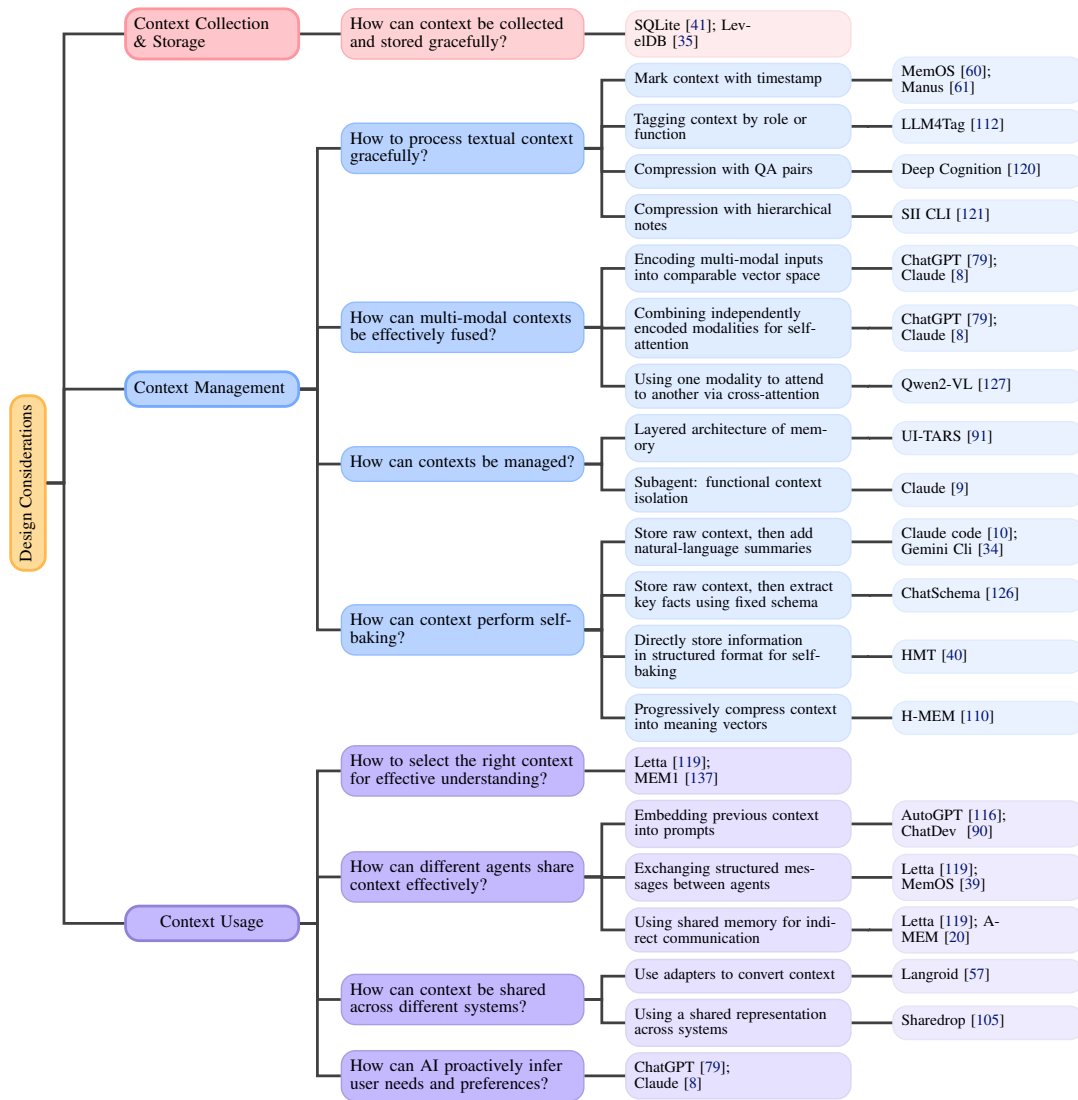 Design Considerations
Context Collection
& Storage
How can context be collected
and stored gracefully?
SQLite [41]; Lev-
elDB [35]
Context Management
How to process textual context
gracefully?
Mark context with timestamp
MemOS [60];
Manus [61]
Tagging context by role or
function
LLM4Tag [112]
Compression with QA pairs
Deep Cognition [120]
Compression with hierarchical
notes
SII CLI [121]
How can multi-modal contexts
be effectively fused?
Encoding multi-modal inputs
into comparable vector space
ChatGPT [79];
Claude [8]
Combining independently
encoded modalities for self-
attention
ChatGPT [79];
Claude [8]
Using one modality to attend
to another via cross-attention
Qwen2-VL [127]
How can contexts be managed?
Layered architecture of mem-
ory
UI-TARS [91]
Subagent: functional context
isolation
Claude [9]
How can context perform self-
baking?
Store raw context, then add
natural-language summaries
Claude code [10];
Gemini Cli [34]
Store raw context, then extract
key facts using fixed schema
ChatSchema [126]
Directly store information
in structured format for self-
baking
HMT [40]
Progressively compress context
into meaning vectors
H-MEM [110]
Context Usage
How to select the right context
for effective understanding?
Letta [119];
MEM1 [137]
How can different agents share
context effectively?
Embedding previous context
into prompts
AutoGPT [116];
ChatDev [90]
Exchanging structured mes-
sages between agents
Letta [119];
MemOS [39]
Using shared memory for indi-
rect communication
Letta [119]; A-
MEM [20]
How can context be shared
across different systems?
Use adapters to convert context
Langroid [57]
Using a shared representation
across systems
Sharedrop [105]
How can AI proactively infer
user needs and preferences?
ChatGPT [79];
Claude [8]